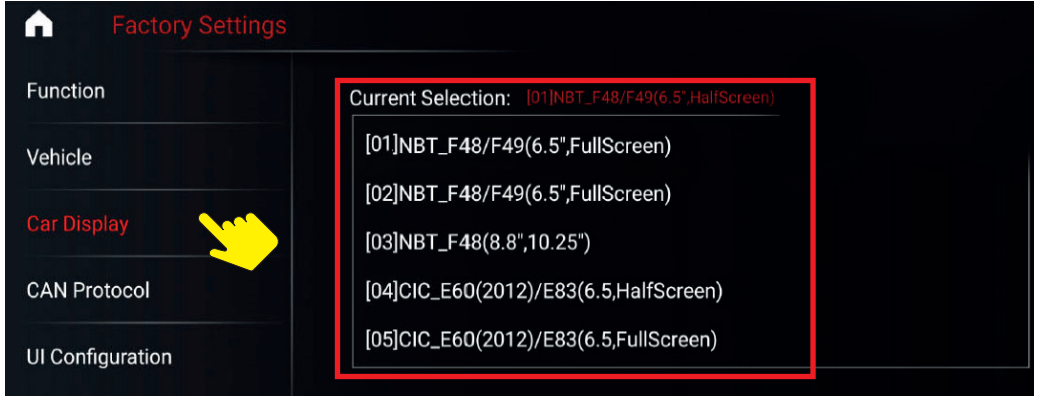 Factory Settings
Function
Vehicle
Car Display
CAN Protocol
UI Configuration
Current Selection: [01]NBT_F48/F49(6.5",HalfScreen)
[01]NBT_F48/F49(6.5",FullScreen)
[02]NBT_F48/F49(6.5",FullScreen)
[03]NBT_F48(8.8",10.25")
[04]CIC_E60(2012)/E83(6.5,HalfScreen)
[05]CIC_E60(2012)/E83(6.5,FullScreen)